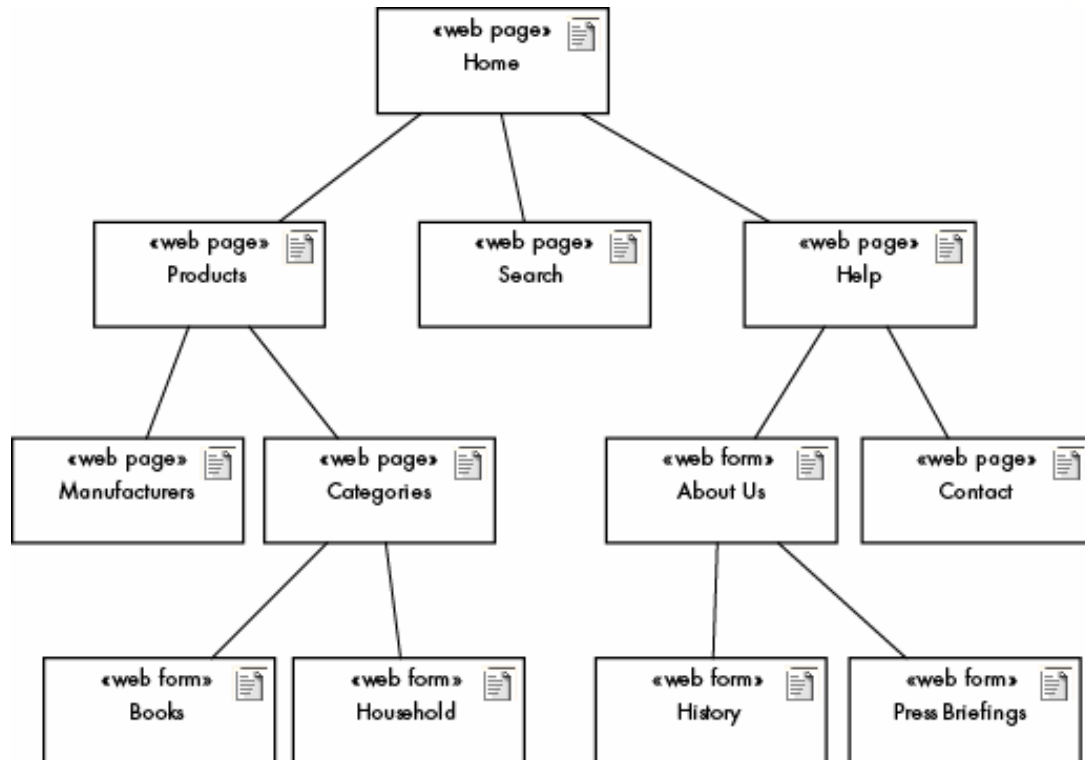 «web page»
Home
«web page»
Products
«web page»
Search
«web page»
Help
«web page»
Manufacturers
«web page»
Categories
«web form»
About Us
«web page»
Contact
«web form»
Books
«web form»
Household
«web form»
History
«web form»
Press Briefings